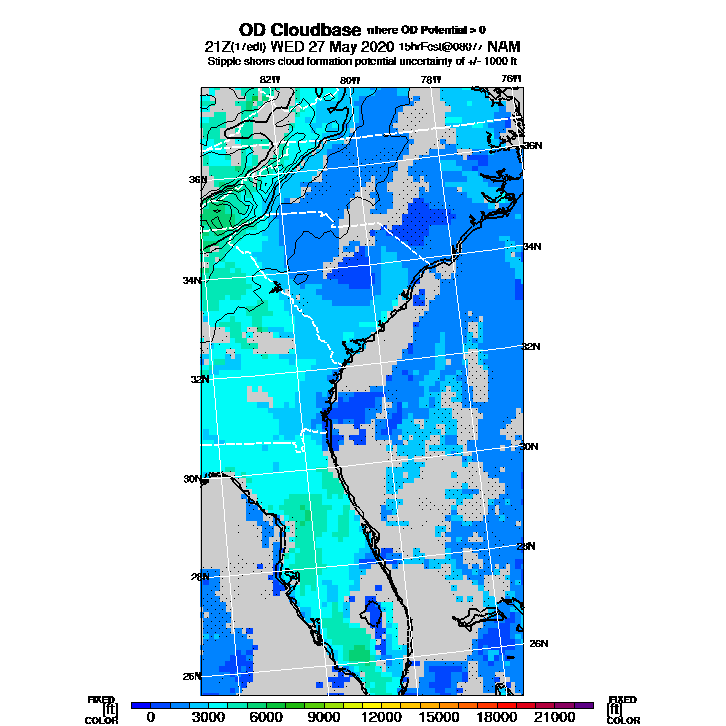 OD Cloudbase where OD Potential > 0
21Z(17edt) WED 27 May 2020 15hrFcst@0807z NAM
Stipple shows cloud formation potential uncertainty of +/- 1000 ft
82W 80W 78W 76W
36N
36N
34N
34N
32N
32N
30N
30N
28N
28N
26N
26N
FIXED FIXED
[ft] [ft]
COLOR COLOR
0 3000 6000 9000 12000 15000 18000 21000